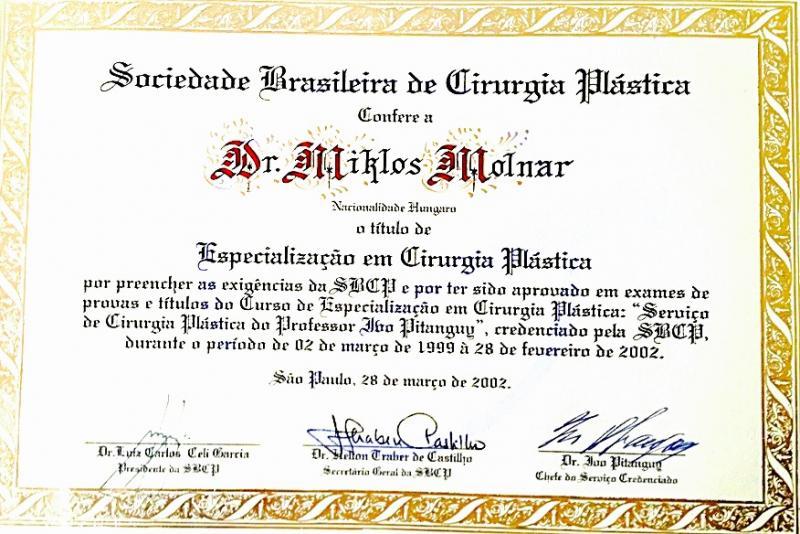 Sociedade Brasileira de Cirurgia Plástica
Confere a
Dr. Miklos Molnar
Nacionalidade Hungaro
o título de
Especialização em Cirurgia Plástica
por preencher as exigências da SBCP e por ter sido aprovado em exames de
provas e títulos do Curso de Especialização em Cirurgia Plástica: "Serviço
de Cirurgia Plástica do Professor Ivo Pitanguy", credenciado pela SBCP,
durante o período de 02 de março de 1999 à 28 de fevereiro de 2002.
São Paulo, 28 de março de 2002.
Dr. Luiz Carlos Celi Garcia
Presidente da SBCP
Dr. Helton Traber de Castilho
Secretário Geral da SBCP
Dr. Ivo Pitanguy
Chefe do Serviço Credenciado